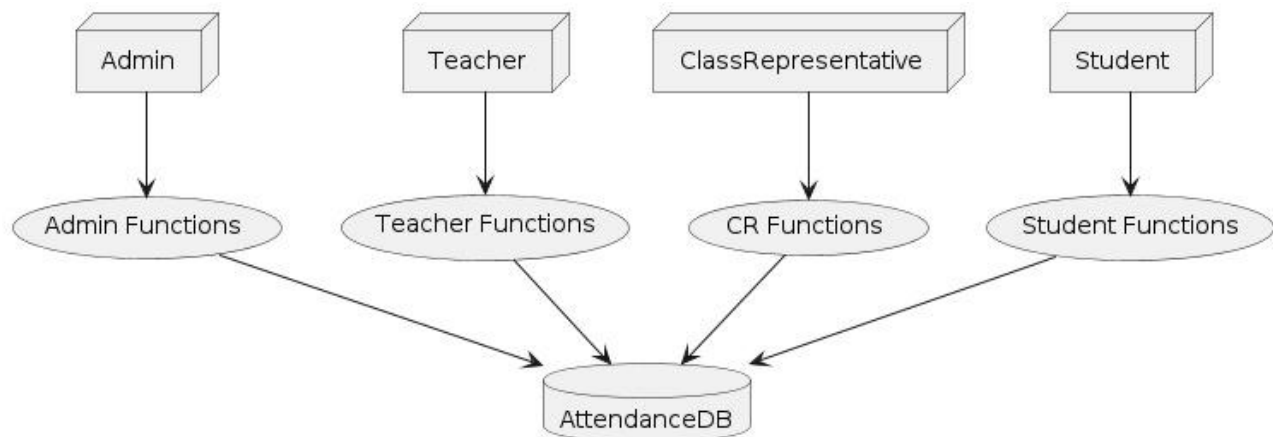 Admin
Teacher
ClassRepresentative
Student
Admin Functions
Teacher Functions
CR Functions
Student Functions
AttendanceDB